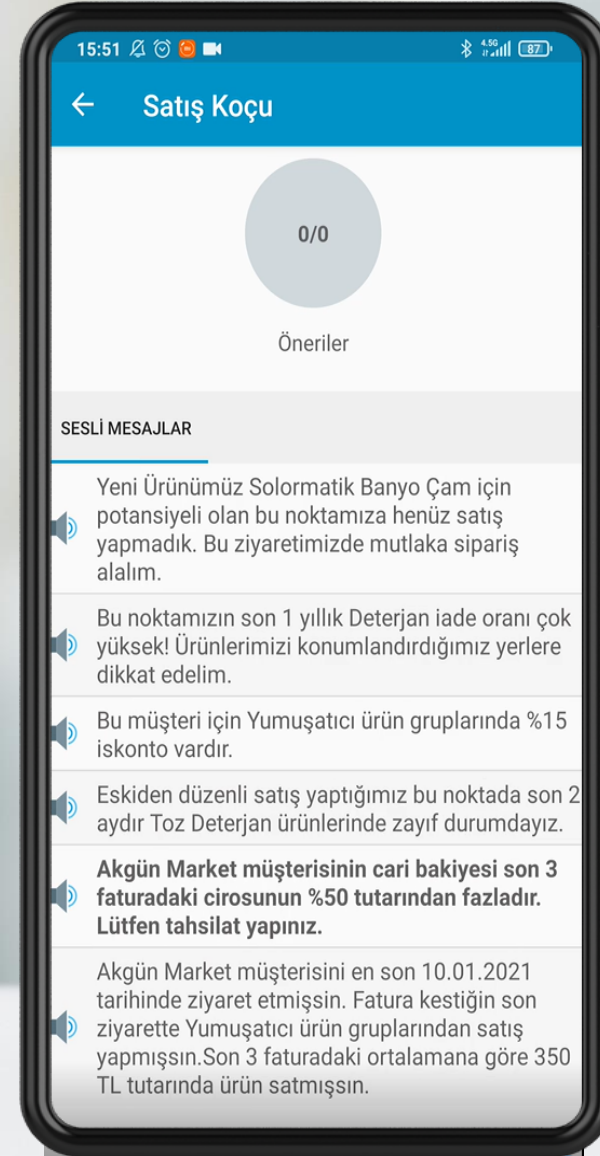 15:51
4.5G
87
Satış Koçu
0/0
Öneriler
SESLİ MESAJLAR
Yeni Ürünümüz Solormatik Banyo Çam için
potansiyeli olan bu noktamıza henüz satış
yapmadık. Bu ziyaretimizde mutlaka sipariş
alalım.
Bu noktamızın son 1 yıllık Deterjan iade oranı çok
yüksek! Ürünlerimizi konumlandırdığımız yerlere
dikkat edelim.
Bu müşteri için Yumuşatıcı ürün gruplarında %15
iskonto vardır.
Eskiden düzenli satış yaptığımız bu noktada son 2
aydır Toz Deterjan ürünlerinde zayıf durumdayız.
Akgün Market müşterisinin cari bakiyesi son 3
faturadaki cirosunun %50 tutarından fazladır.
Lütfen tahsilat yapınız.
Akgün Market müşterisini en son 10.01.2021
tarihinde ziyaret etmişsin. Fatura kestiğin son
ziyarette Yumuşatıcı ürün gruplarından satış
yapmışsın.Son 3 faturadaki ortalamana göre 350
TL tutarında ürün satmışsın.